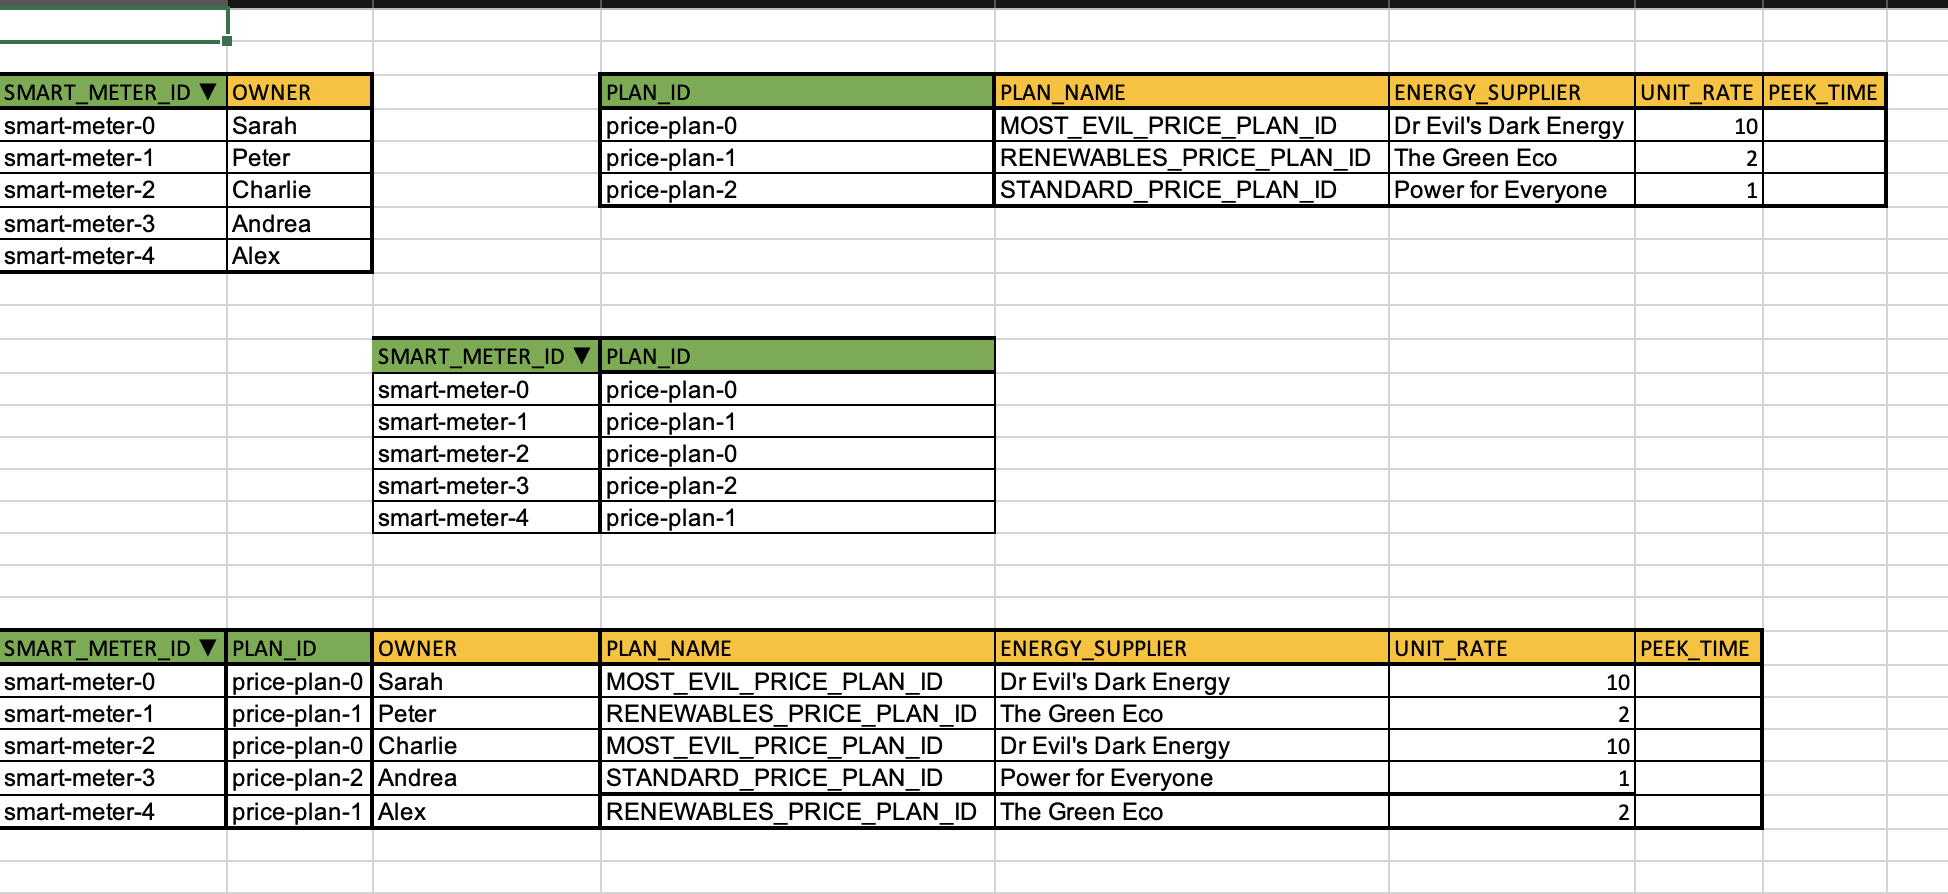 SMART_METER_ID ▼ OWNER PLAN_ID PLAN_NAME ENERGY_SUPPLIER UNIT_RATE PEEK_TIME
smart-meter-0 Sarah price-plan-0 MOST_EVIL_PRICE_PLAN_ID Dr Evil's Dark Energy 10
smart-meter-1 Peter price-plan-1 RENEWABLES_PRICE_PLAN_ID The Green Eco 2
smart-meter-2 Charlie price-plan-2 STANDARD_PRICE_PLAN_ID Power for Everyone 1
smart-meter-3 Andrea
smart-meter-4 Alex
SMART_METER_ID ▼ PLAN_ID
smart-meter-0 price-plan-0
smart-meter-1 price-plan-1
smart-meter-2 price-plan-0
smart-meter-3 price-plan-2
smart-meter-4 price-plan-1
SMART_METER_ID ▼ PLAN_ID OWNER PLAN_NAME ENERGY_SUPPLIER UNIT_RATE PEEK_TIME
smart-meter-0 price-plan-0 Sarah MOST_EVIL_PRICE_PLAN_ID Dr Evil's Dark Energy 10
smart-meter-1 price-plan-1 Peter RENEWABLES_PRICE_PLAN_ID The Green Eco 2
smart-meter-2 price-plan-0 Charlie MOST_EVIL_PRICE_PLAN_ID Dr Evil's Dark Energy 10
smart-meter-3 price-plan-2 Andrea STANDARD_PRICE_PLAN_ID Power for Everyone 1
smart-meter-4 price-plan-1 Alex RENEWABLES_PRICE_PLAN_ID The Green Eco 2